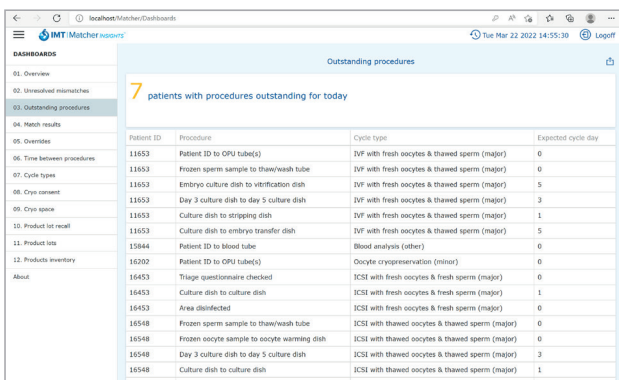 localhost/Matcher/Dashboards
IMT Matcher INSIGHTS
Tue Mar 22 2022 14:55:30 Logoff
DASHBOARDS
01. Overview
02. Unresolved mismatches
03. Outstanding procedures
04. Match results
05. Overrides
06. Time between procedures
07. Cycle types
08. Cryo consent
09. Cryo space
10. Product lot recall
11. Product lots
12. Products inventory
About
Outstanding procedures
7 patients with procedures outstanding for today
Patient ID Procedure Cycle type Expected cycle day
11653 Patient ID to OPU tube(s) IVF with fresh oocytes & thawed sperm (major) 0
11653 Frozen sperm sample to thaw/wash tube IVF with fresh oocytes & thawed sperm (major) 0
11653 Embryo culture dish to vitrification dish IVF with fresh oocytes & thawed sperm (major) 5
11653 Day 3 culture dish to day 5 culture dish IVF with fresh oocytes & thawed sperm (major) 3
11653 Culture dish to stripping dish IVF with fresh oocytes & thawed sperm (major) 1
11653 Culture dish to embryo transfer dish IVF with fresh oocytes & thawed sperm (major) 5
15844 Patient ID to blood tube Blood analysis (other) 0
16202 Patient ID to OPU tube(s) Oocyte cryopreservation (minor) 0
16453 Triage questionnaire checked ICSI with fresh oocytes & fresh sperm (major) 0
16453 Culture dish to culture dish ICSI with fresh oocytes & fresh sperm (major) 1
16453 Area disinfected ICSI with fresh oocytes & fresh sperm (major) 0
16548 Frozen sperm sample to thaw/wash tube ICSI with thawed oocytes & thawed sperm (major) 0
16548 Frozen oocyte sample to oocyte warming dish ICSI with thawed oocytes & thawed sperm (major) 0
16548 Day 3 culture dish to day 5 culture dish ICSI with thawed oocytes & thawed sperm (major) 3
16548 Culture dish to culture dish ICSI with thawed oocytes & thawed sperm (major) 1